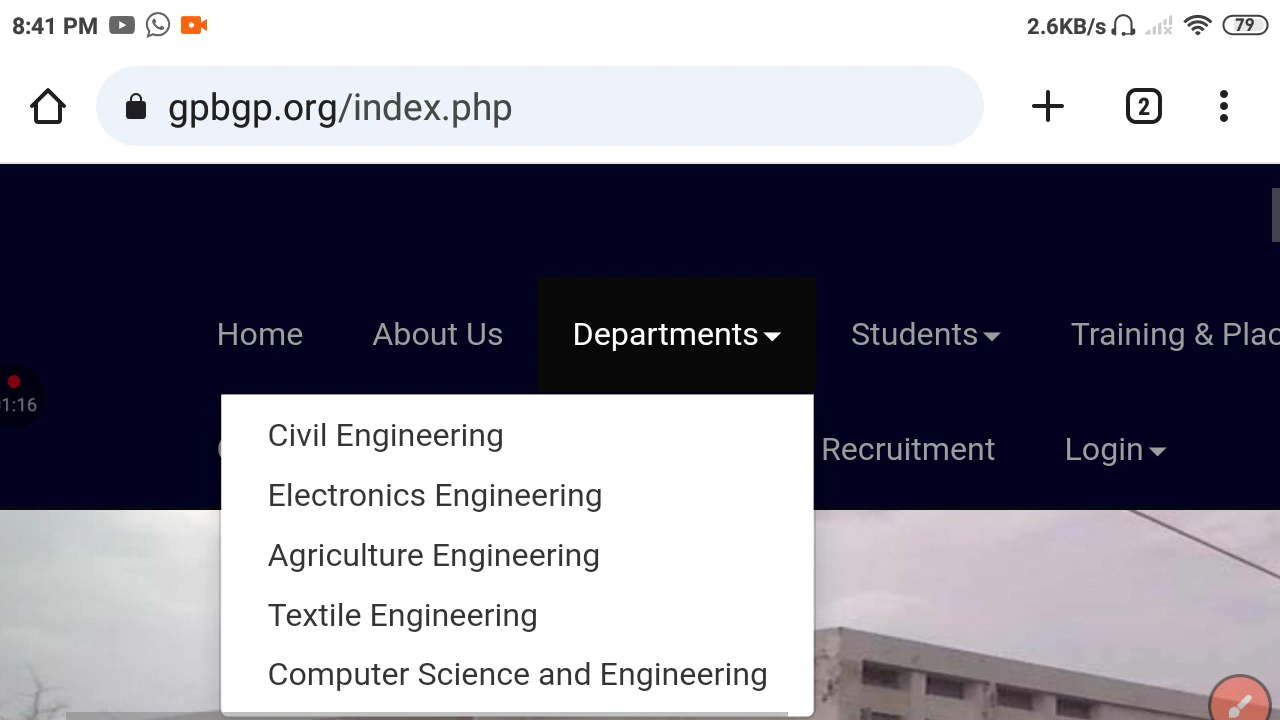 8:41 PM 2.6KB/s 79
gpbgp.org/index.php 2
Home About Us Departments Students Training & Plac
1:16
Recruitment Login
Civil Engineering
Electronics Engineering
Agriculture Engineering
Textile Engineering
Computer Science and Engineering